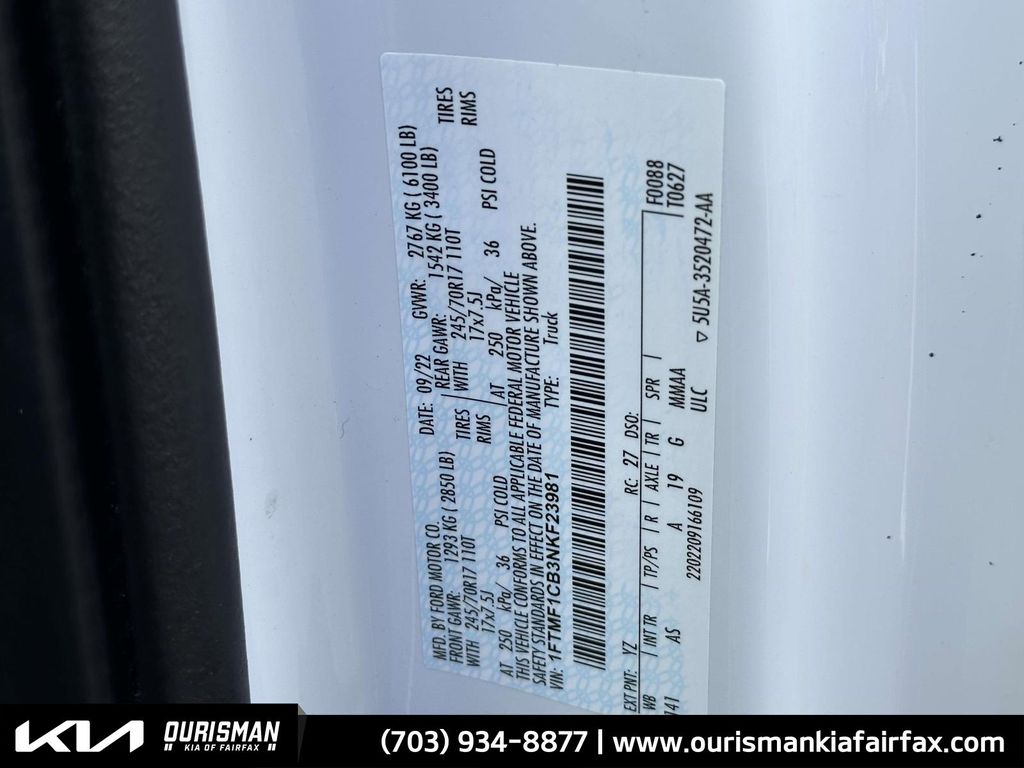 MFD. BY FORD MOTOR CO. DATE: 09/22 GVWR: 2767 KG ( 6100 LB)
FRONT GAWR: 1293 KG ( 2850 LB) REAR GAWR: 1542 KG ( 3400 LB)
WITH 245/70R17 110T TIRES WITH 245/70R17 110T TIRES
17x7.5J RIMS 17x7.5J RIMS
AT 250 kPa/ 36 PSI COLD AT 250 kPa/ 36 PSI COLD
THIS VEHICLE CONFORMS TO ALL APPLICABLE FEDERAL MOTOR VEHICLE
SAFETY STANDARDS IN EFFECT ON THE DATE OF MANUFACTURE SHOWN ABOVE.
VIN: 1FTMF1CB3NKF23981 TYPE: Truck
EXT PNT: YZ RC: 27 DSO: F0088
WB INT TR TP/PS R AXLE TR SPR T0627
141 AS A 19 G MMAA
2202209166109 ULC
▽ 5U5A-3520472-AA
KIA OURISMAN
KIA OF FAIRFAX
(703) 934-8877 | www.ourismankiafairfax.com